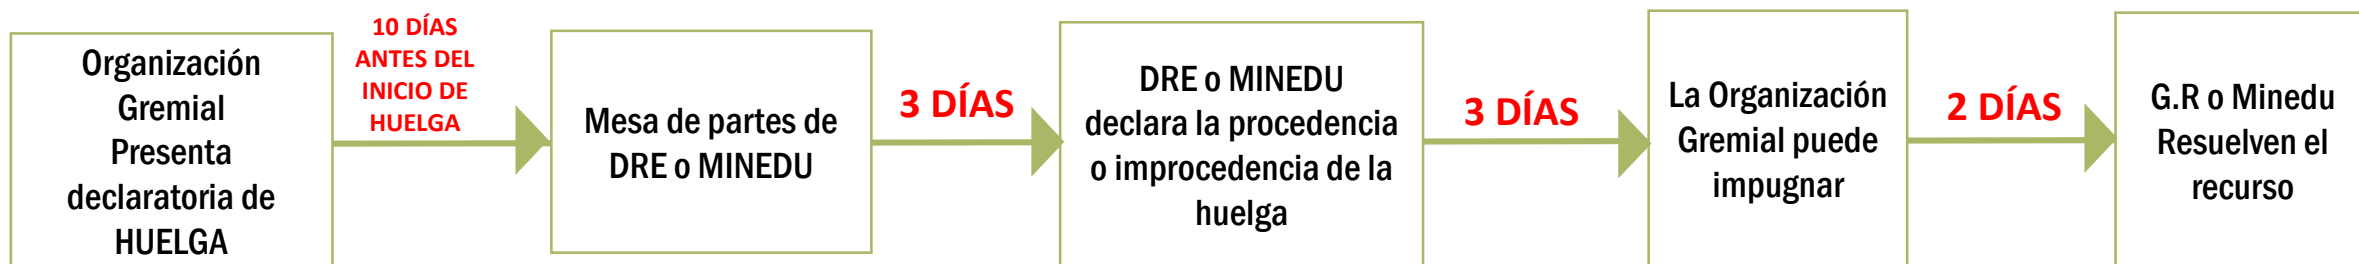 Organización
Gremial
Presenta
declaratoria de
HUELGA
10 DÍAS
ANTES DEL
INICIO DE
HUELGA
Mesa de partes de
DRE o MINEDU
3 DÍAS
DRE o MINEDU
declara la procedencia
o improcedencia de la
huelga
3 DÍAS
La Organización
Gremial puede
impugnar
2 DÍAS
G.R o Minedu
Resuelven el
recurso